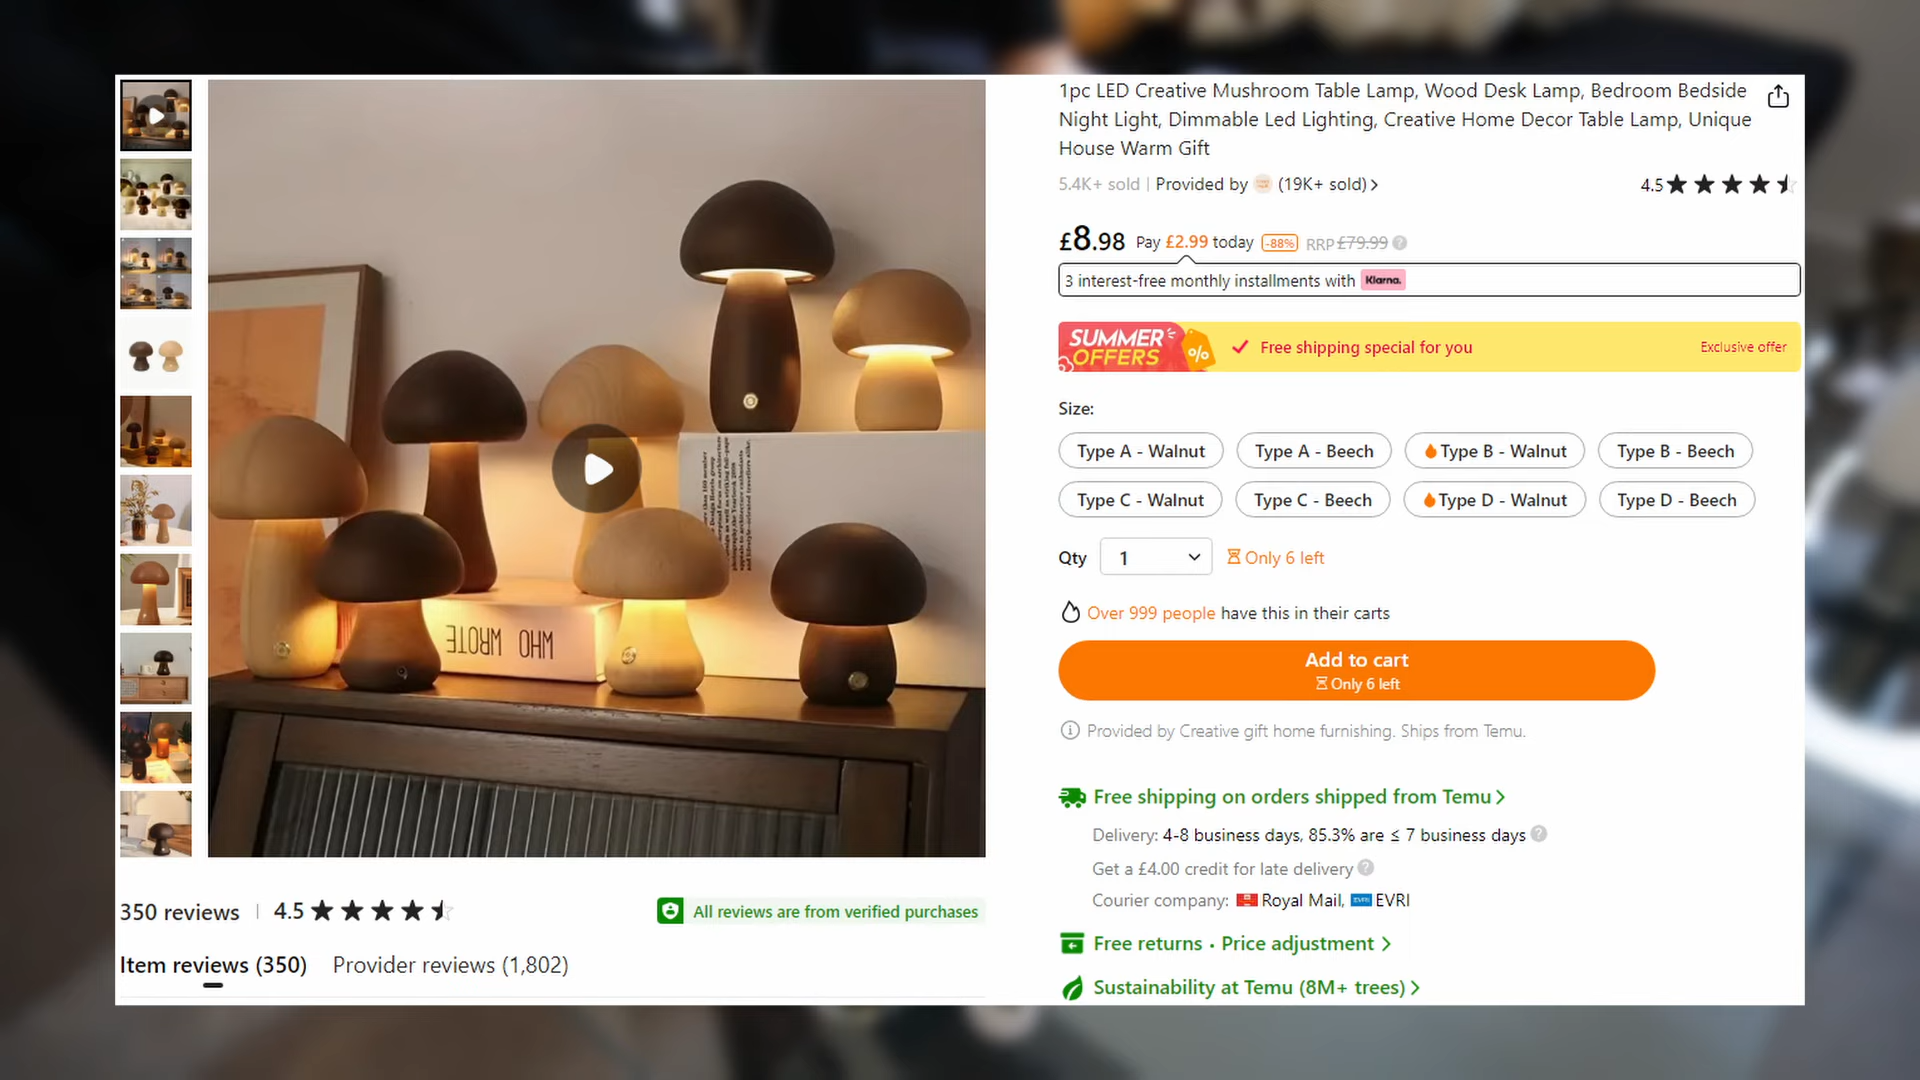 1pc LED Creative Mushroom Table Lamp, Wood Desk Lamp, Bedroom Bedside
Night Light, Dimmable Led Lighting, Creative Home Decor Table Lamp, Unique
House Warm Gift
5.4K+ sold | Provided by (19K+ sold)
4.5
£8.98 Pay £2.99 today -88% RRP £79.99 ?
3 interest-free monthly installments with Klarna.
SUMMER
OFFERS
%
Free shipping special for you
Exclusive offer
Size:
Type A - Walnut
Type A - Beech
Type B - Walnut
Type B - Beech
Type C - Walnut
Type C - Beech
Type D - Walnut
Type D - Beech
Qty 1 Only 6 left
Over 999 people have this in their carts
Add to cart
Only 6 left
Provided by Creative gift home furnishing. Ships from Temu.
Free shipping on orders shipped from Temu
Delivery: 4-8 business days, 85.3% are ≤ 7 business days ?
Get a £4.00 credit for late delivery ?
Courier company: Royal Mail, EVRI
Free returns · Price adjustment
Sustainability at Temu (8M+ trees)
WHO WROTE
350 reviews | 4.5
All reviews are from verified purchases
Item reviews (350)
Provider reviews (1,802)